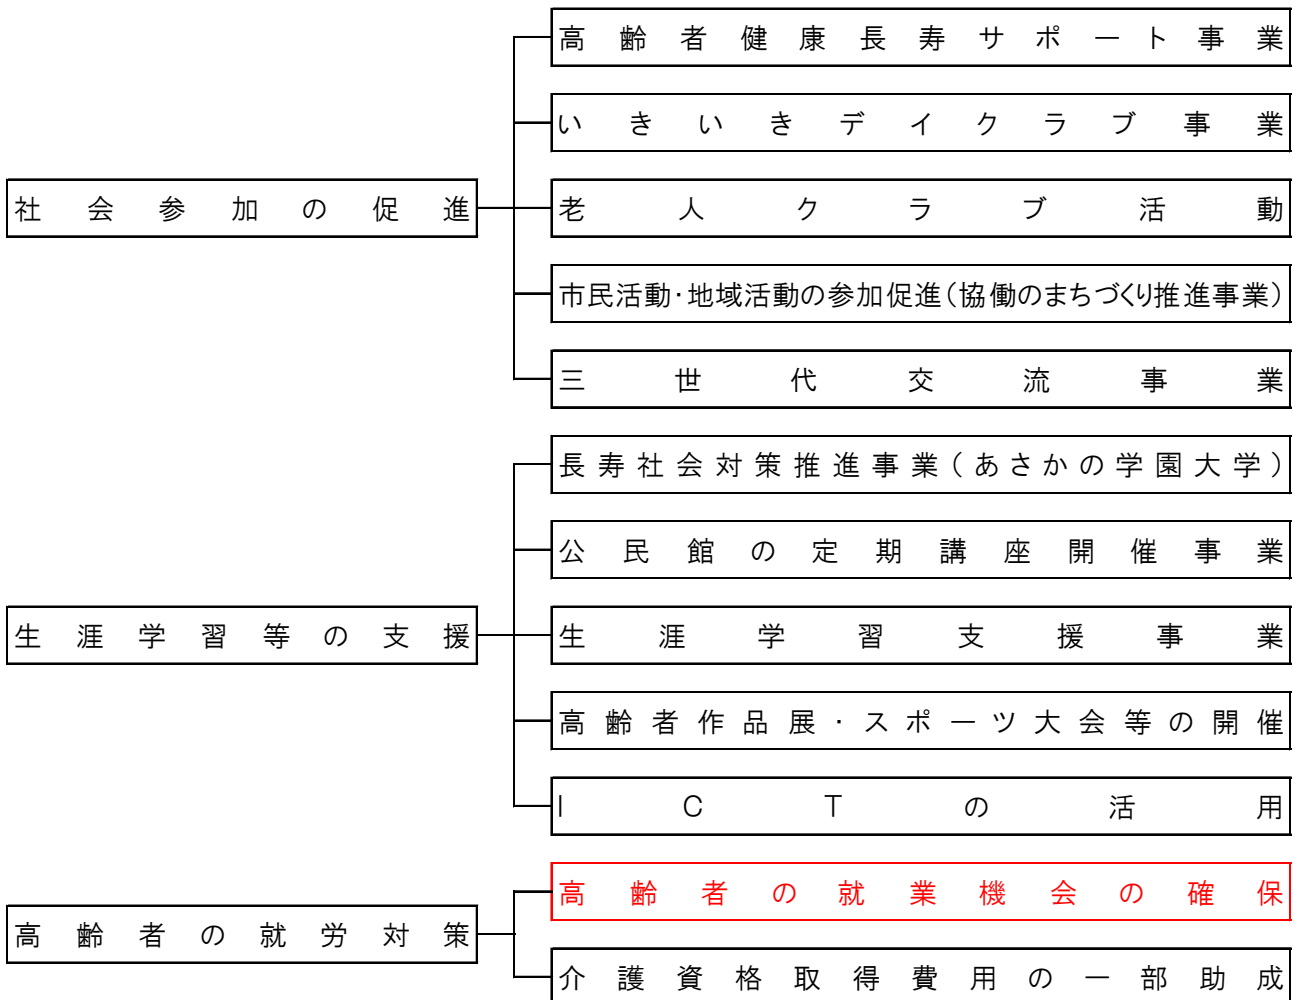 社会参加の促進
高齢者健康長寿サポート事業
いきいきデイクラブ事業
老人クラブ活動
市民活動・地域活動の参加促進（協働のまちづくり推進事業）
三世代交流事業
生涯学習等の支援
長寿社会対策推進事業（あさかの学園大学）
公民館の定期講座開催事業
生涯学習支援事業
高齢者作品展・スポーツ大会等の開催
ＩＣＴの活用
高齢者の就労対策
高齢者の就業機会の確保
介護資格取得費用の一部助成